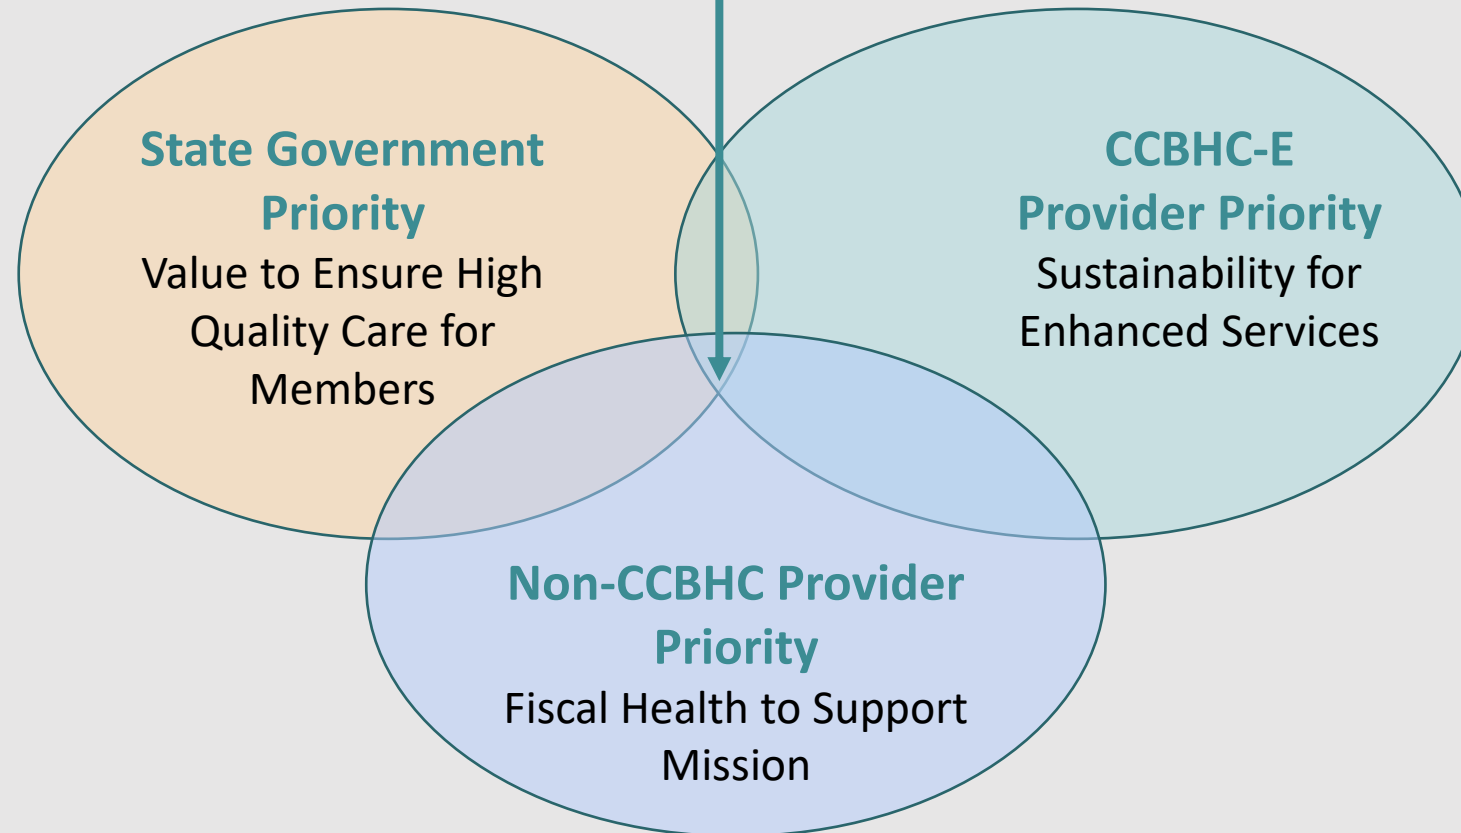 State Government
Priority
Value to Ensure High
Quality Care for
Members
CCBHC-E
Provider Priority
Sustainability for
Enhanced Services
Non-CCBHC Provider
Priority
Fiscal Health to Support
Mission